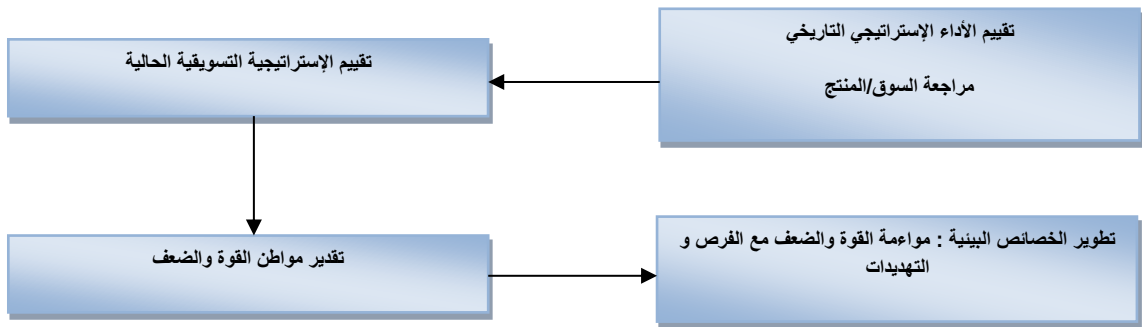 تقييم الأداء الإستراتيجي التاريخي
مراجعة السوق/المنتج
تقييم الإستراتيجية التسويقية الحالية
تقدير مواطن القوة والضعف
تطوير الخصائص البيئية : مواءمة القوة والضعف مع الفرص و
التهديدات